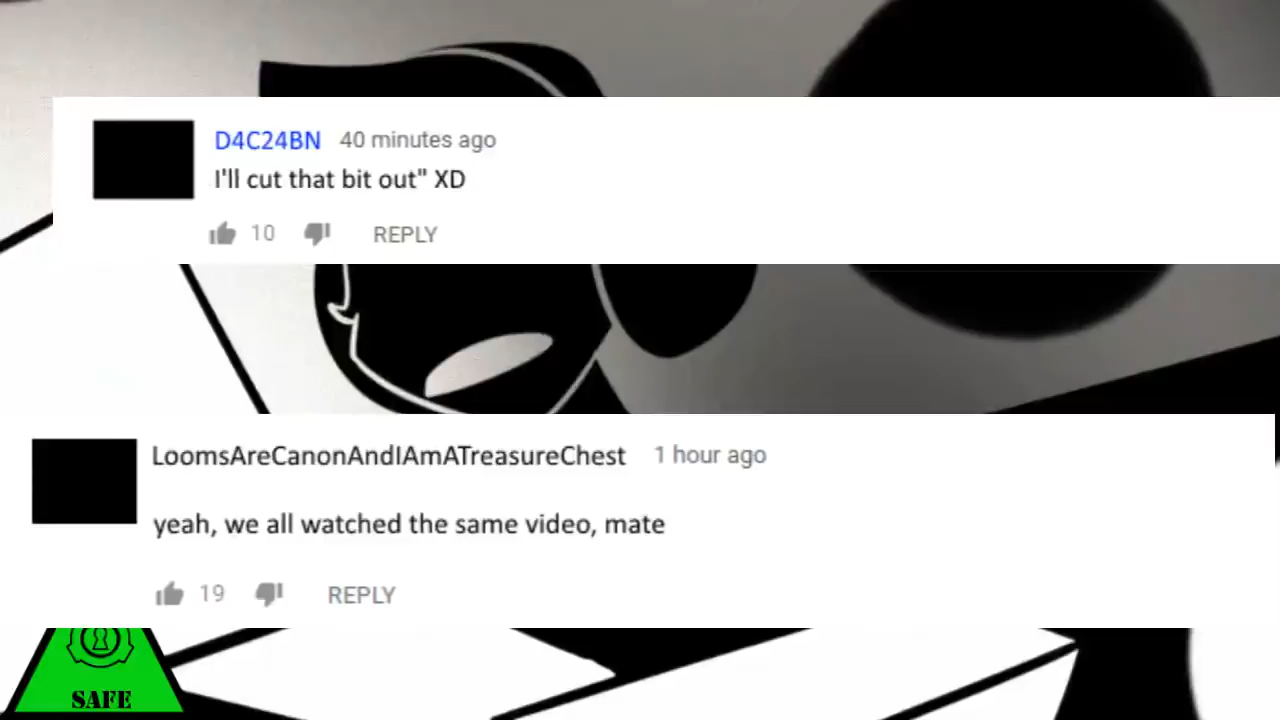 D4C24BN 40 minutes ago
I'll cut that bit out" XD
10 REPLY
LoomsAreCanonAndIAmATreasureChest 1 hour ago
yeah, we all watched the same video, mate
19 REPLY
SAFE